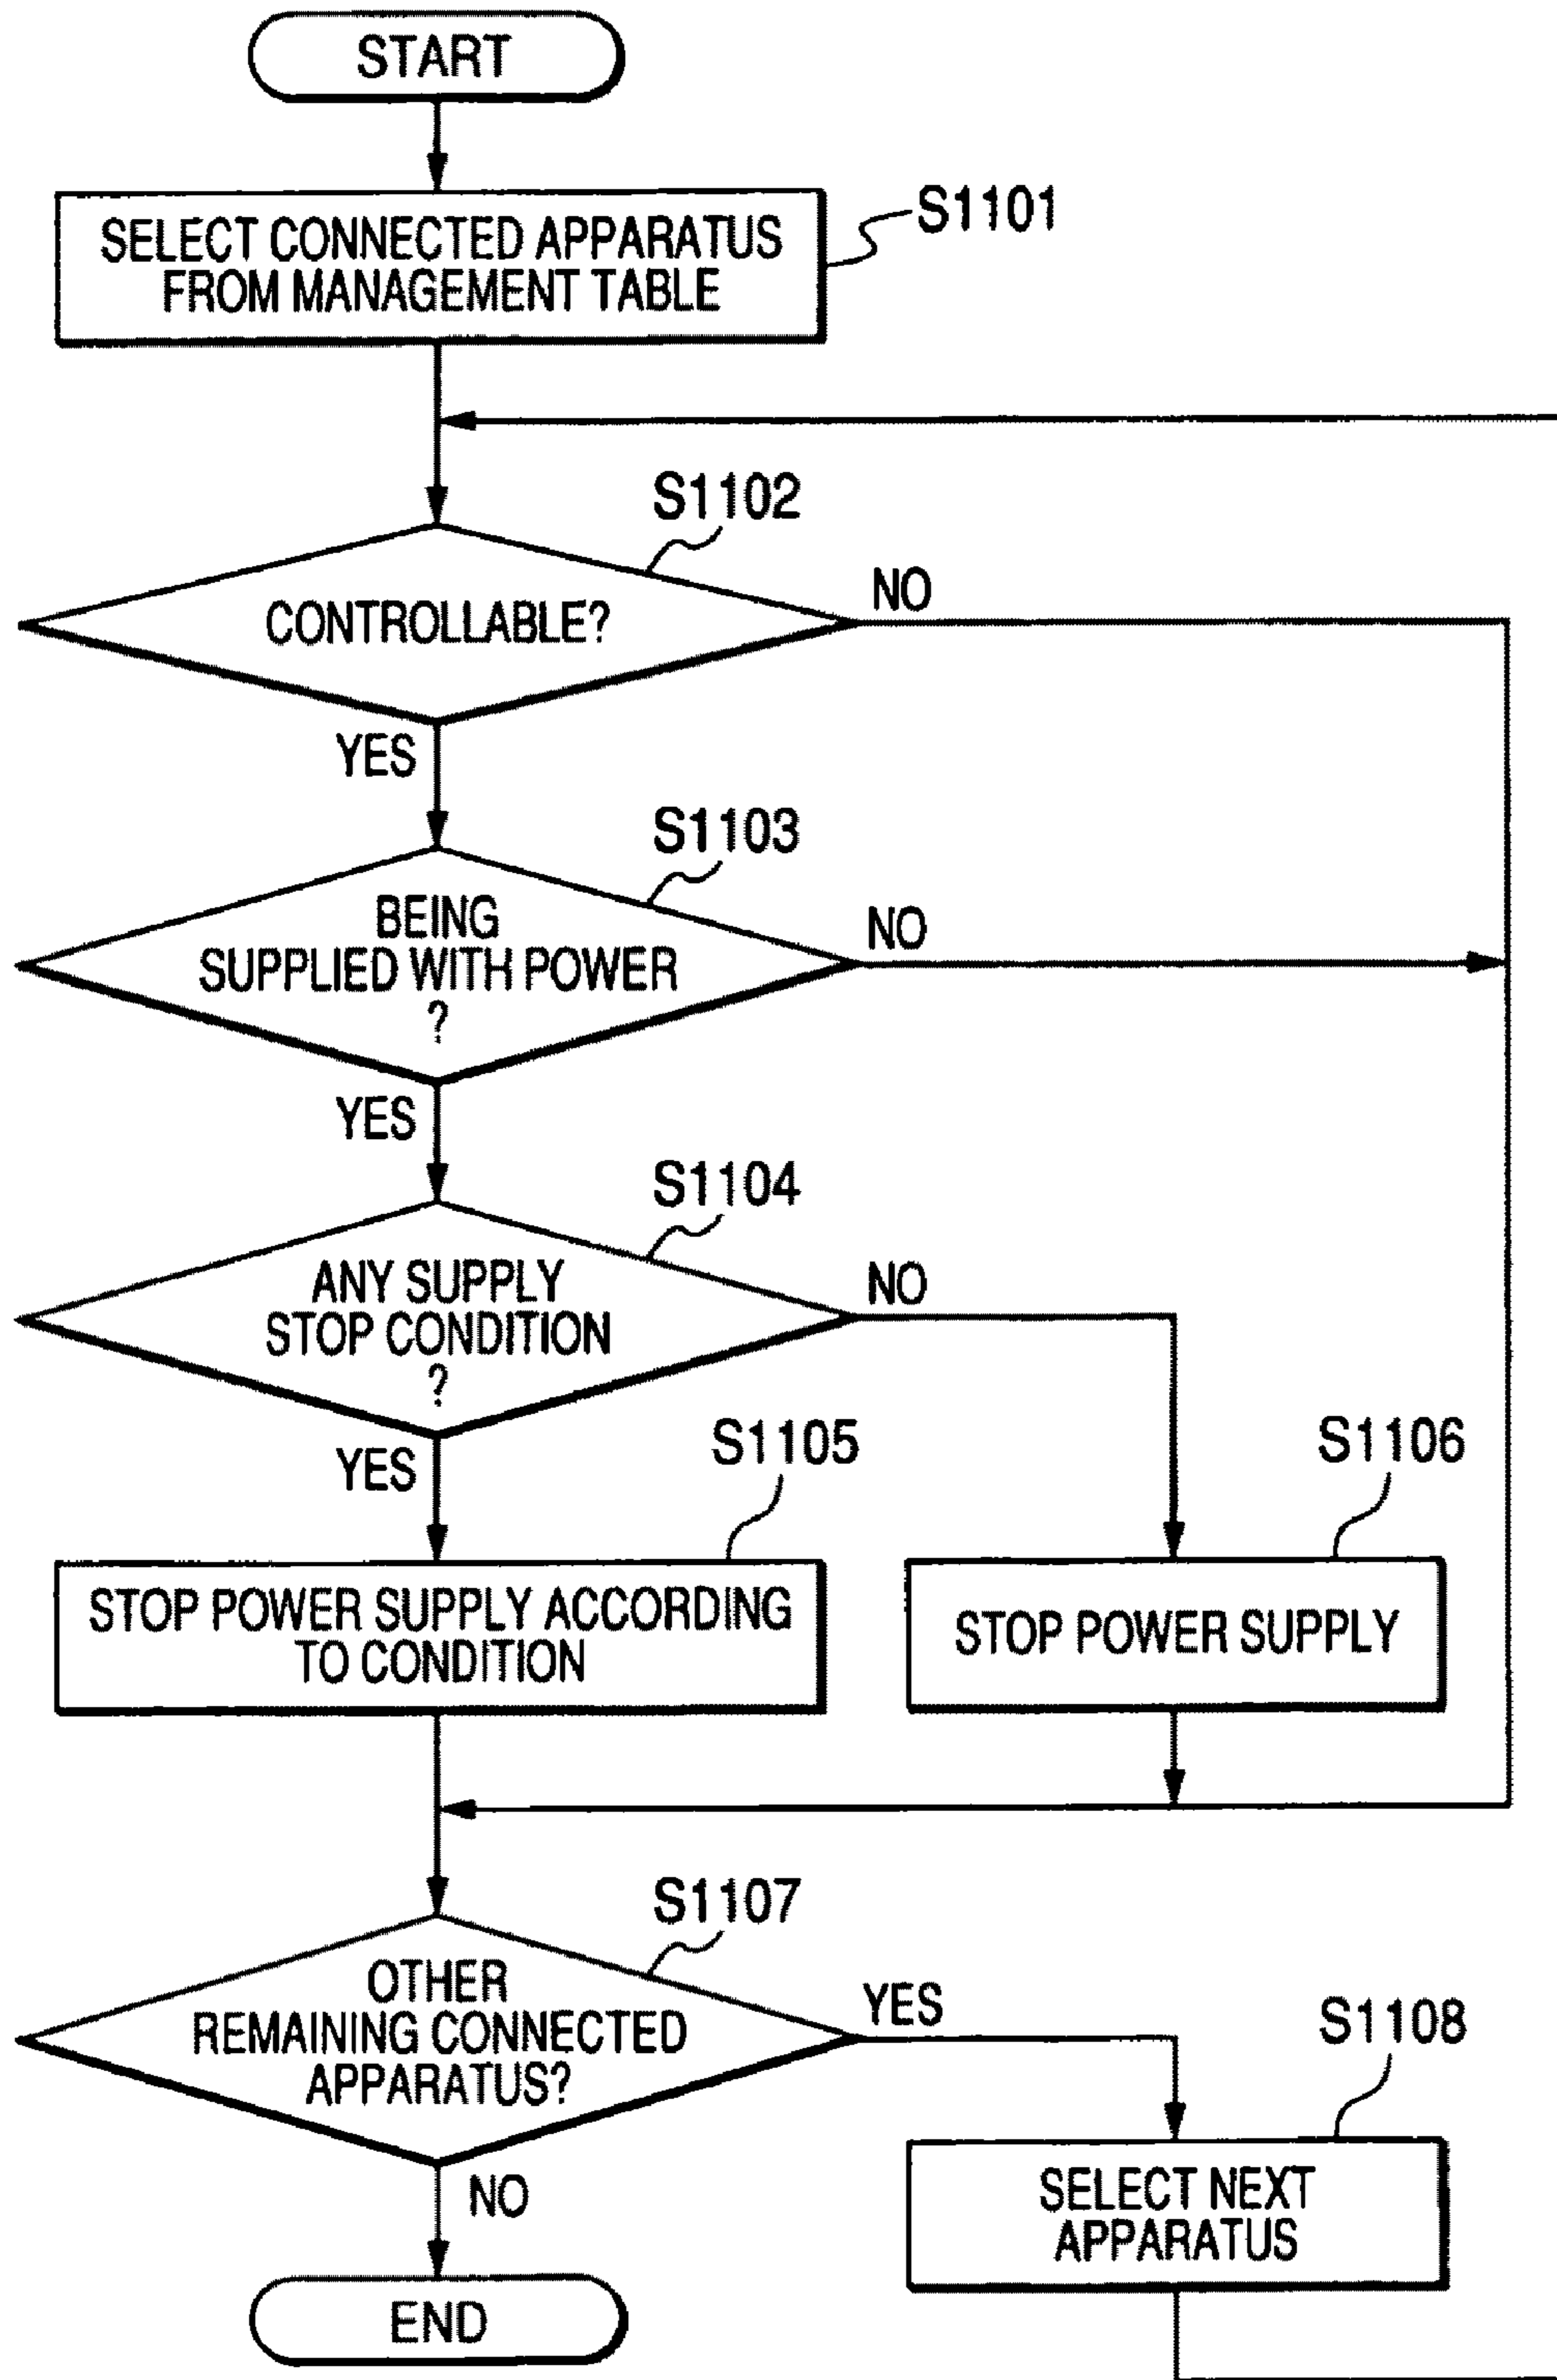 START
SELECT CONNECTED APPARATUS
FROM MANAGEMENT TABLE
S1101
S1102
CONTROLLABLE?
NO
YES
S1103
BEING
SUPPLIED WITH POWER
?
NO
YES
S1104
ANY SUPPLY
STOP CONDITION
?
NO
YES
S1105
STOP POWER SUPPLY ACCORDING
TO CONDITION
S1106
STOP POWER SUPPLY
S1107
OTHER
REMAINING CONNECTED
APPARATUS?
YES
NO
S1108
SELECT NEXT
APPARATUS
END